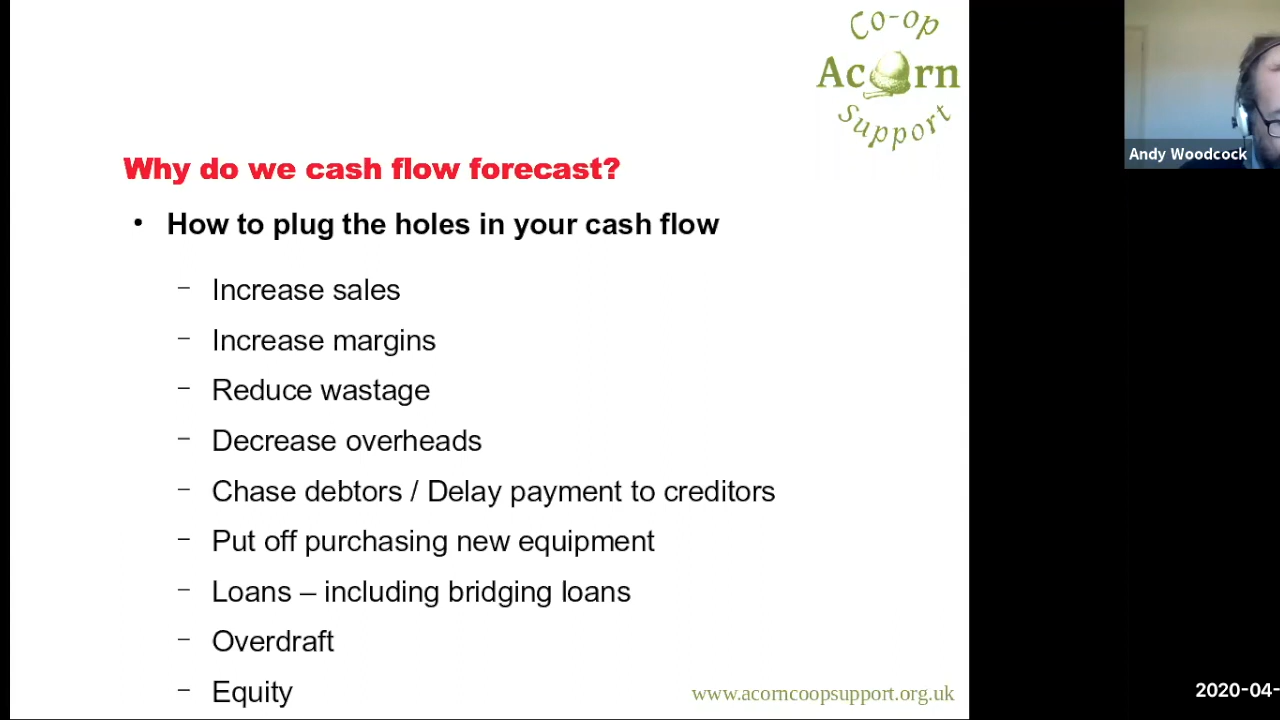 Co-op
Acorn
Support
Andy Woodcock
Why do we cash flow forecast?
• How to plug the holes in your cash flow
– Increase sales
– Increase margins
– Reduce wastage
– Decrease overheads
– Chase debtors / Delay payment to creditors
– Put off purchasing new equipment
– Loans – including bridging loans
– Overdraft
– Equity
www.acorncoopsupport.org.uk
2020-04-